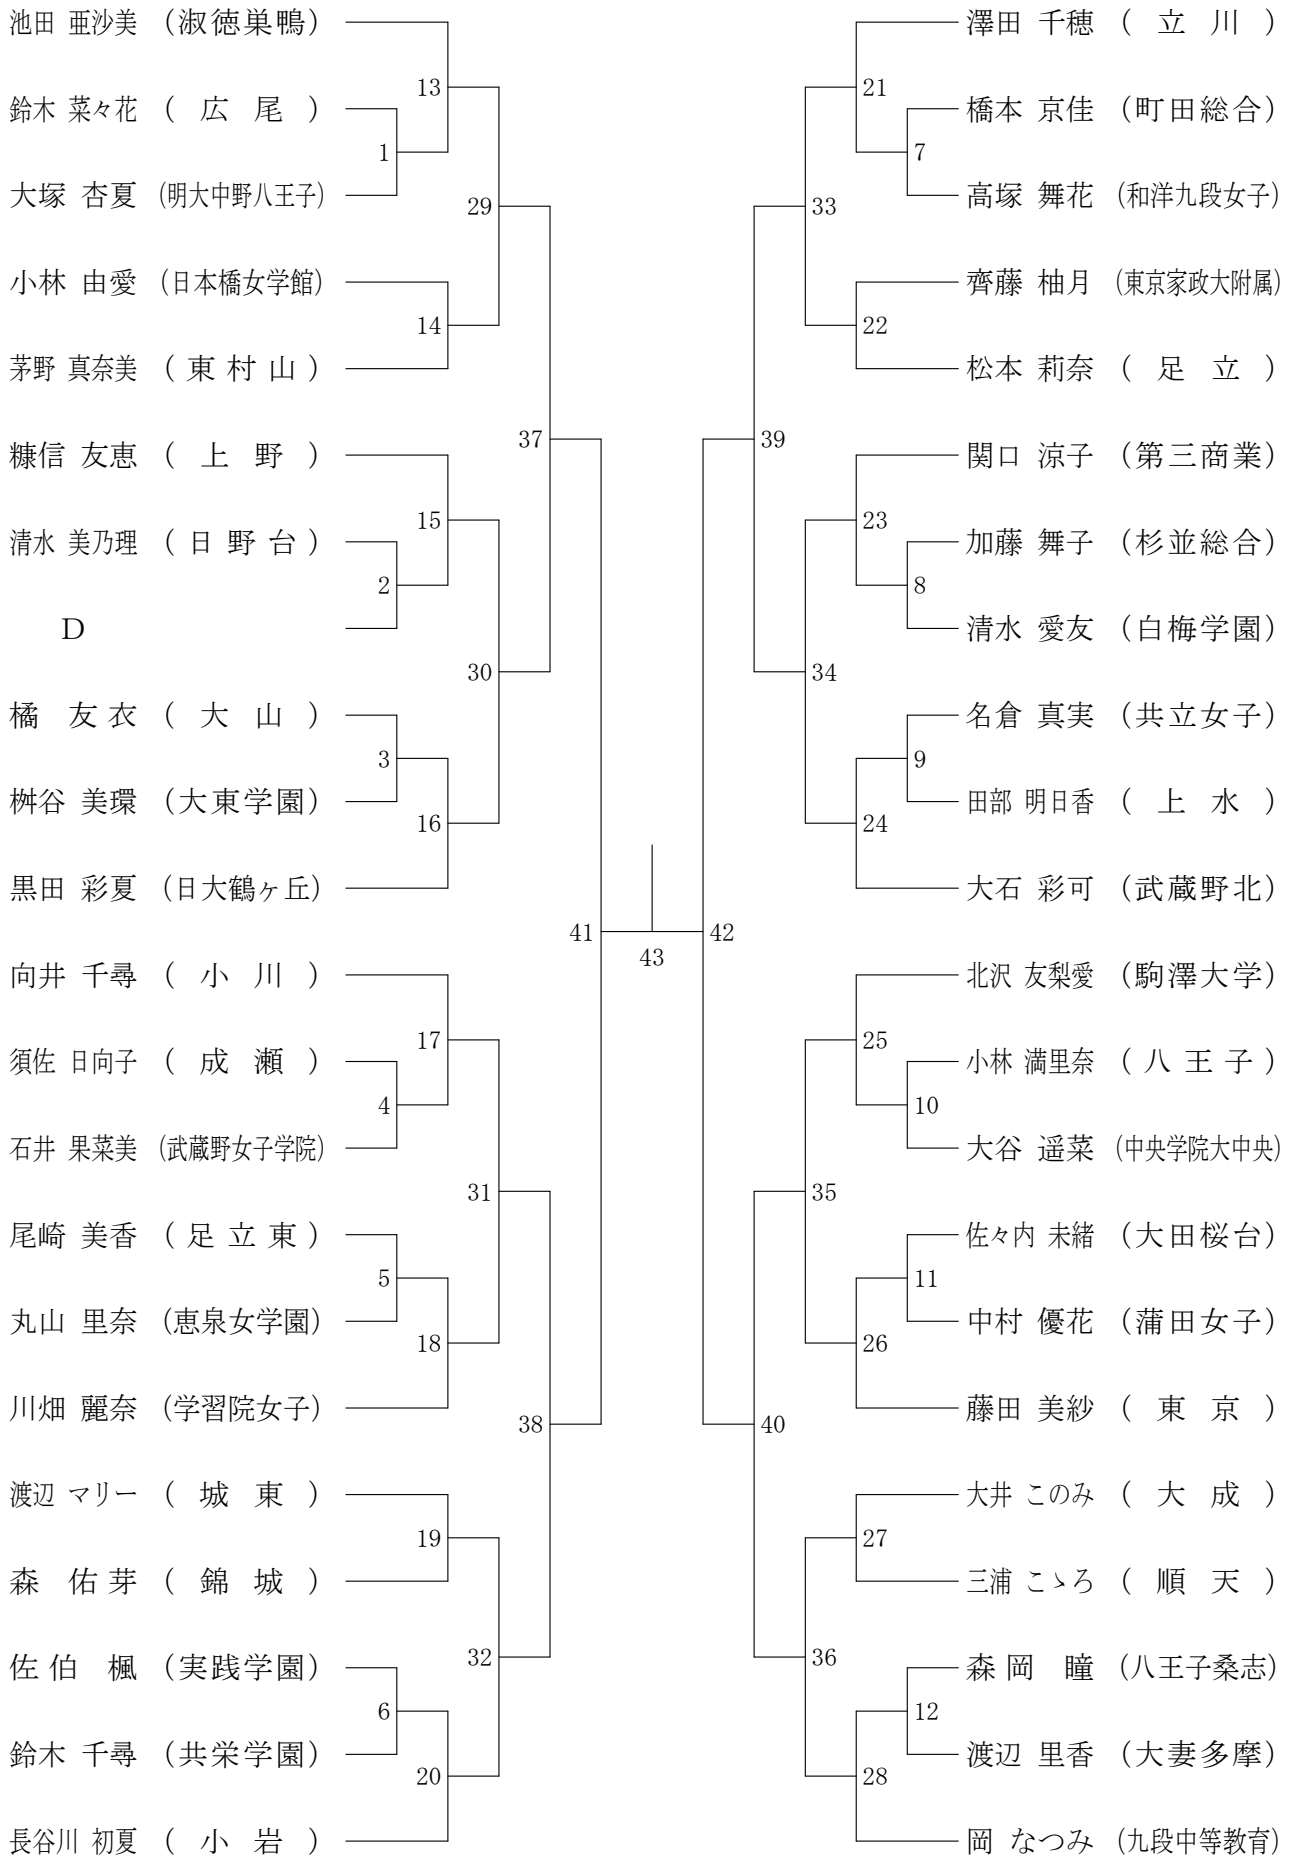 池田 亜沙美 （淑徳巣鴨）
鈴木 菜々花 （ 広 尾 ）
大塚 杏夏 （明大中野八王子）
小林 由愛 （日本橋女学館）
茅野 真奈美 （ 東 村 山 ）
糠信 友恵 （ 上 野 ）
清水 美乃理 （ 日 野 台 ）
D
橘 友衣 （ 大 山 ）
桝谷 美環 （大東学園）
黒田 彩夏 （日大鶴ヶ丘）
向井 千尋 （ 小 川 ）
須佐 日向子 （ 成 瀬 ）
石井 果菜美 （武蔵野女子学院）
尾崎 美香 （ 足 立 東 ）
丸山 里奈 （恵泉女学園）
川畑 麗奈 （学習院女子）
渡辺 マリー （ 城 東 ）
森 佑芽 （ 錦 城 ）
佐伯 楓 （実践学園）
鈴木 千尋 （共栄学園）
長谷川 初夏 （ 小 岩 ）
1
2
3
4
5
6
13
14
15
16
17
18
19
20
29
30
31
32
37
38
41
43
42
39
40
33
34
35
36
21
22
23
24
25
26
27
28
7
8
9
10
11
12
澤田 千穂 （ 立 川 ）
橋本 京佳 （町田総合）
高塚 舞花 （和洋九段女子）
齊藤 柚月 （東京家政大附属）
松本 莉奈 （ 足 立 ）
関口 涼子 （第三商業）
加藤 舞子 （杉並総合）
清水 愛友 （白梅学園）
名倉 真実 （共立女子）
田部 明日香 （ 上 水 ）
大石 彩可 （武蔵野北）
北沢 友梨愛 （駒澤大学）
小林 満里奈 （ 八 王 子 ）
大谷 遥菜 （中央学院大中央）
佐々内 未緒 （大田桜台）
中村 優花 （蒲田女子）
藤田 美紗 （ 東 京 ）
大井 このみ （ 大 成 ）
三浦 こゝろ （ 順 天 ）
森岡 瞳 （八王子桑志）
渡辺 里香 （大妻多摩）
岡 なつみ （九段中等教育）